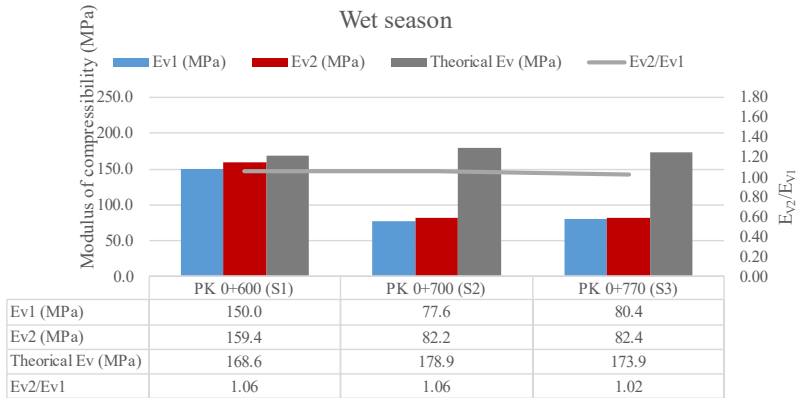 Wet season
Ev1 (MPa) Ev2 (MPa) Theorical Ev (MPa) Ev2/Ev1
Modulus of compressibility (MPa)
250.0
200.0
150.0
100.0
50.0
0.0
1.80
1.60
1.40
1.20
1.00
0.80
0.60
0.40
0.20
0.00
EV2/EV1
PK 0+600 (S1) PK 0+700 (S2) PK 0+770 (S3)
Ev1 (MPa) 150.0 77.6 80.4
Ev2 (MPa) 159.4 82.2 82.4
Theorical Ev (MPa) 168.6 178.9 173.9
Ev2/Ev1 1.06 1.06 1.02